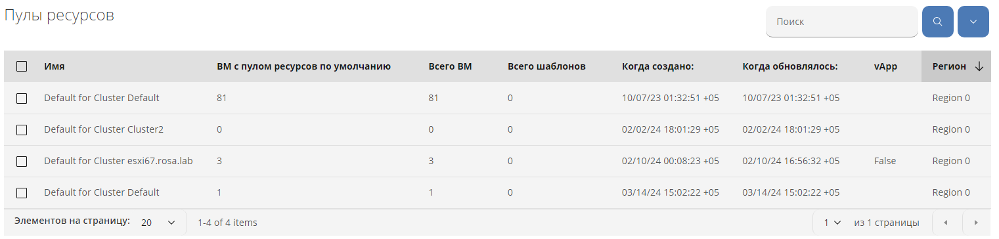 Пулы ресурсов
Поиск
Имя ВМ с пулом ресурсов по умолчанию Всего ВМ Всего шаблонов Когда создано: Когда обновлялось: vApp Регион
Default for Cluster Default 81 81 0 10/07/23 01:32:51 +05 10/07/23 01:32:51 +05 Region 0
Default for Cluster Cluster2 0 0 0 02/02/24 18:01:29 +05 02/02/24 18:01:29 +05 Region 0
Default for Cluster esxi67.rosa.lab 3 3 0 02/10/24 00:08:23 +05 02/10/24 16:56:32 +05 False Region 0
Default for Cluster Default 1 1 0 03/14/24 15:02:22 +05 03/14/24 15:02:22 +05 Region 0
Элементов на страницу: 20 1-4 of 4 items 1 из 1 страницы